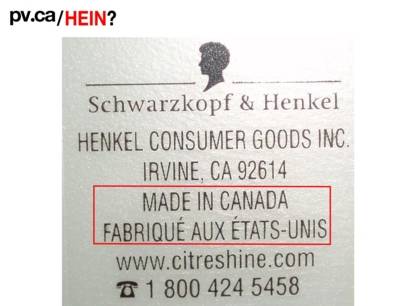 pv.ca/HEIN?
Schwarzkopf & Henkel
HENKEL CONSUMER GOODS INC.
IRVINE, CA 92614
MADE IN CANADA
FABRIQUÉ AUX ÉTATS-UNIS
www.citreshine.com
☎ 1 800 424 5458